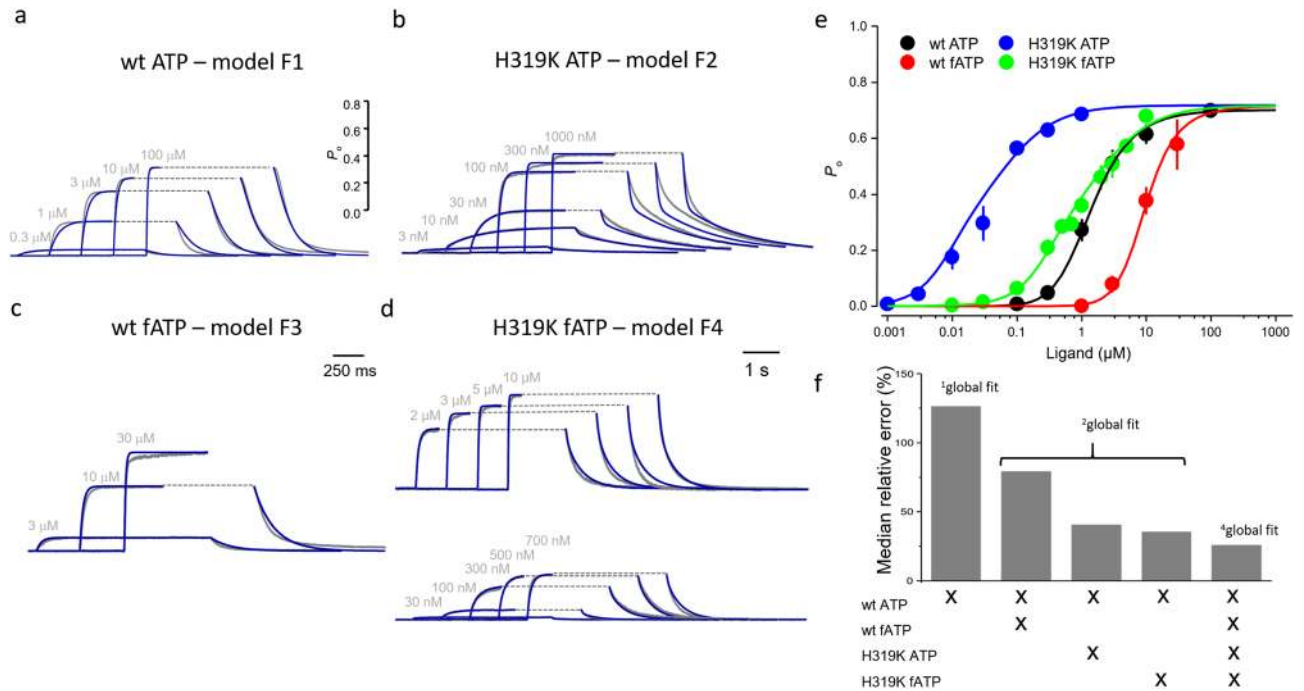 a
wt ATP – model F1
0.8
0.6
0.4
0.2
0.0
Po
100 μM
10 μM
3 μM
1 μM
0.3 μM
b
H319K ATP – model F2
1000 nM
300 nM
100 nM
30 nM
10 nM
3 nM
c
wt fATP – model F3
250 ms
30 μM
10 μM
3 μM
d
H319K fATP – model F4
1 s
10 μM
5 μM
3 μM
2 μM
700 nM
500 nM
300 nM
100 nM
30 nM
e
wt ATP
H319K ATP
wt fATP
H319K fATP
1.0
0.8
0.6
0.4
0.2
0.0
Po
0.001 0.01 0.1 1 10 100 1000
Ligand (μM)
f
150
100
50
0
Median relative error (%)
1global fit
2global fit
4global fit
wt ATP X X X X X
wt fATP X X
H319K ATP X X
H319K fATP X X